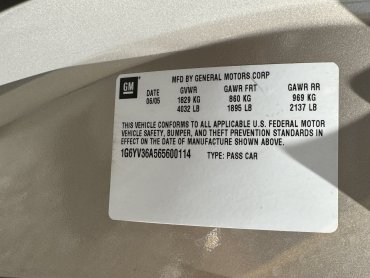 GM
MFD BY GENERAL MOTORS CORP
DATE GVWR GAWR FRT GAWR RR
06/05 1829 KG 860 KG 969 KG
4032 LB 1895 LB 2137 LB
THIS VEHICLE CONFORMS TO ALL APPLICABLE U.S. FEDERAL MOTOR
VEHICLE SAFETY, BUMPER, AND THEFT PREVENTION STANDARDS IN
EFFECT ON THE DATE OF MANUFACTURE SHOWN ABOVE.
1G6YV36A565600114 TYPE: PASS CAR